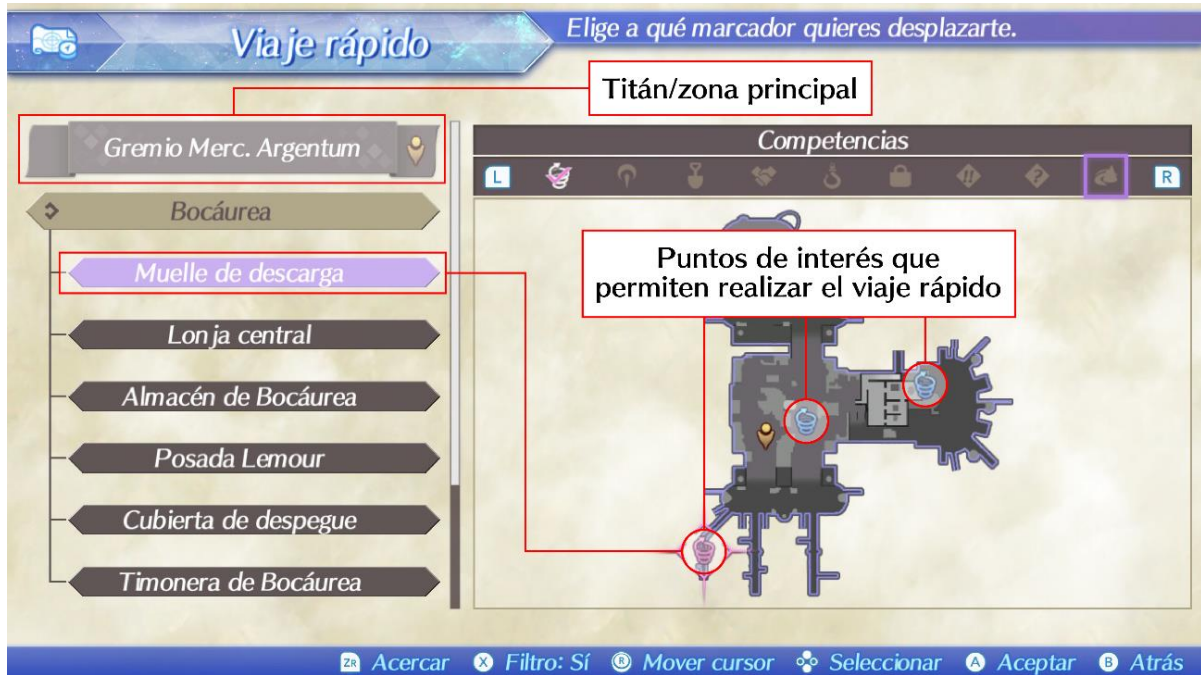 Viaje rápido
Elige a qué marcador quieres desplazarte.
Titán/zona principal
Gremio Merc. Argentum
Bocáurea
Muelle de descarga
Lonja central
Almacén de Bocáurea
Posada Lemour
Cubierta de despegue
Timonera de Bocáurea
Competencias
L
R
Puntos de interés que
permiten realizar el viaje rápido
ZR Acercar X Filtro: Sí R Mover cursor Seleccionar A Aceptar B Atrás